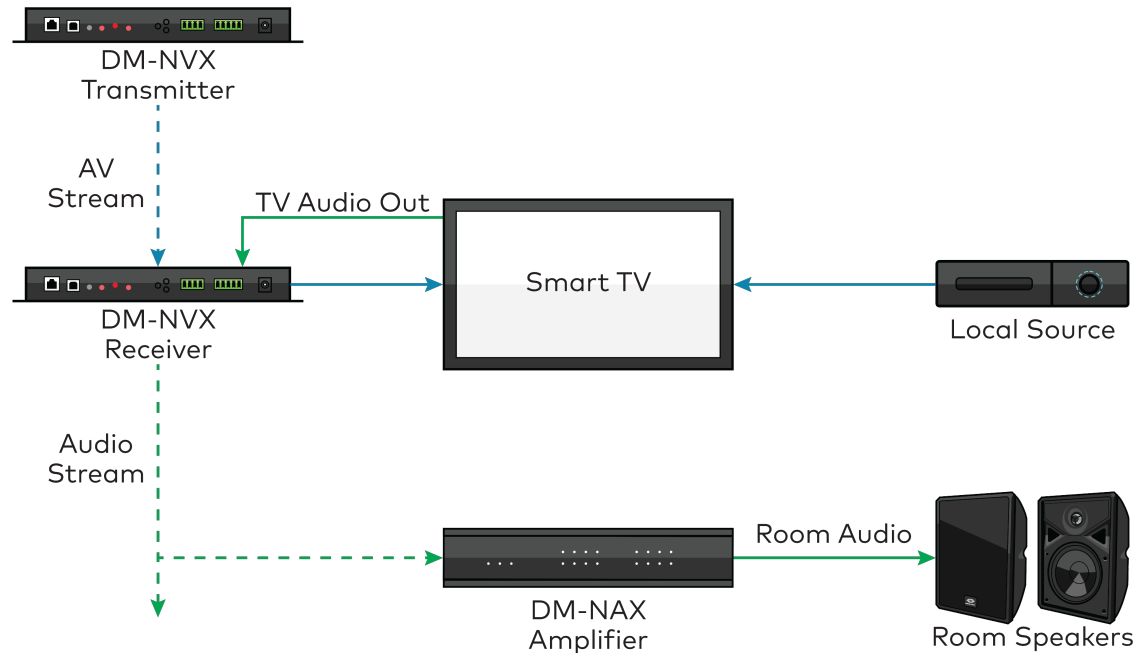 DM-NVX
Transmitter
AV
Stream
TV Audio Out
Smart TV
DM-NVX
Receiver
Local Source
Audio
Stream
Room Audio
DM-NAX
Amplifier
Room Speakers